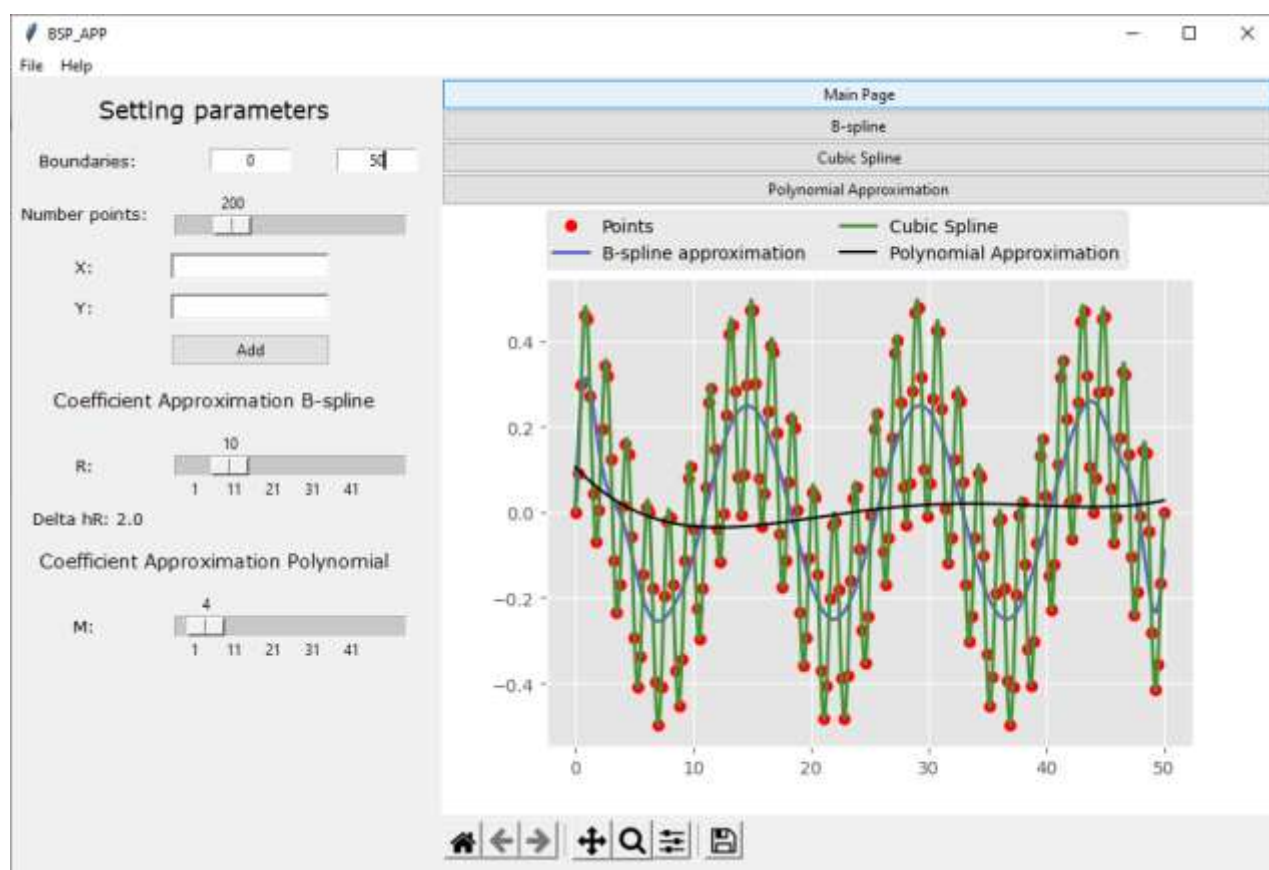 BSP_APP
File Help
Setting parameters
Boundaries: 0 50
Number points: 200
X:
Y:
Add
Coefficient Approximation B-spline
10
R:
1 11 21 31 41
Delta hR: 2.0
Coefficient Approximation Polynomial
4
M:
1 11 21 31 41
Main Page
B-spline
Cubic Spline
Polynomial Approximation
Points
B-spline approximation
Cubic Spline
Polynomial Approximation
0.4
0.2
0.0
−0.2
−0.4
0 10 20 30 40 50